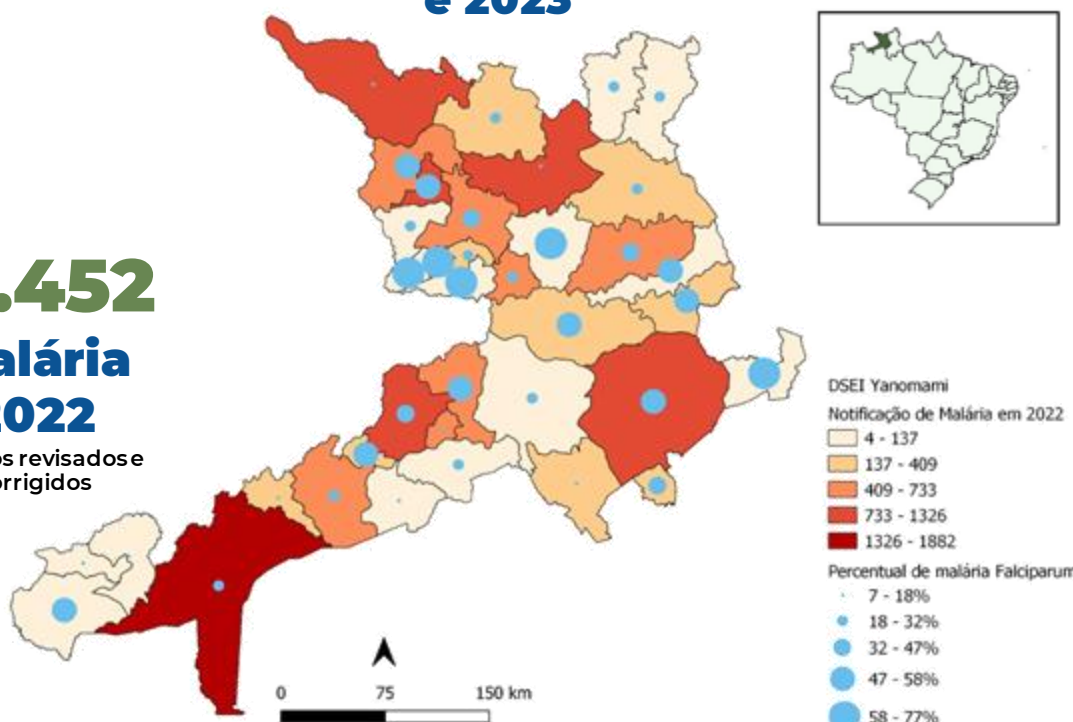 e 2023
.452
alária
2022
os revisados e
orrigidos
DSEI Yanomami
Notificação de Malária em 2022
4 - 137
137 - 409
409 - 733
733 - 1326
1326 - 1882
Percentual de malária Falciparum
7 - 18%
18 - 32%
32 - 47%
47 - 58%
58 - 77%
0 75 150 km